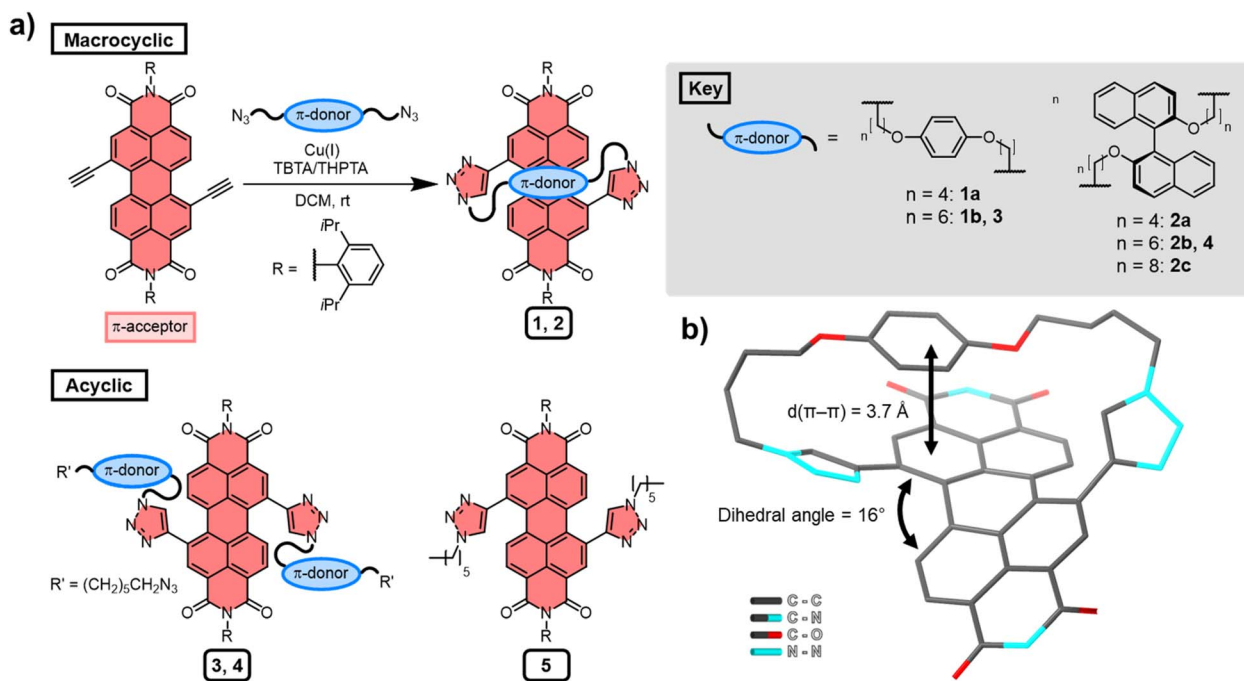 a)
Macrocyclic
R
O N O
N3 π-donor N3
Cu(I)
TBTA/THPTA
DCM, rt
O N O
R
π-acceptor
R =
iPr
iPr
R
O N O
N N N
π-donor
N N N
O N O
R
1, 2
Key
π-donor =
n O O n
n = 4: 1a
n = 6: 1b, 3
n
O n
n O
n = 4: 2a
n = 6: 2b, 4
n = 8: 2c
Acyclic
R
O N O
R' π-donor
N N N
N N N
π-donor R'
R' = (CH2)5CH2N3
O N O
R
3, 4
R
O N O
5
N N N
N N N
5
O N O
R
5
b)
d(π–π) = 3.7 Å
Dihedral angle = 16°
C - C
C - N
C - O
N - N